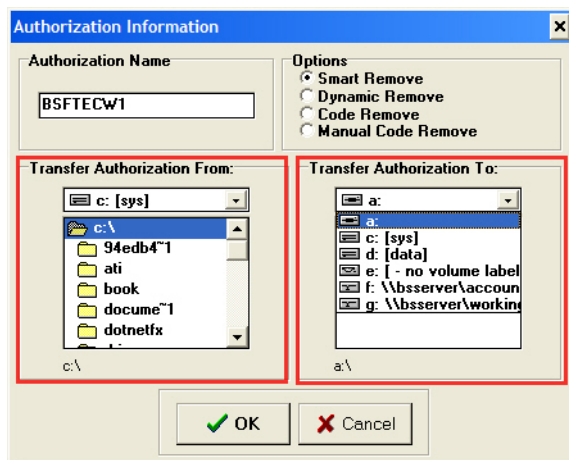 Authorization Information
Authorization Name
BSFTECW1
Options
Smart Remove
Dynamic Remove
Code Remove
Manual Code Remove
Transfer Authorization From:
c: [sys]
c:\
94edb4~1
ati
book
docume~1
dotnetfx
c:\
Transfer Authorization To:
a:
a:
c: [sys]
d: [data]
e: [ - no volume label
f: \\bsserver\accoun
g: \\bsserver\working
a:\
OK
Cancel